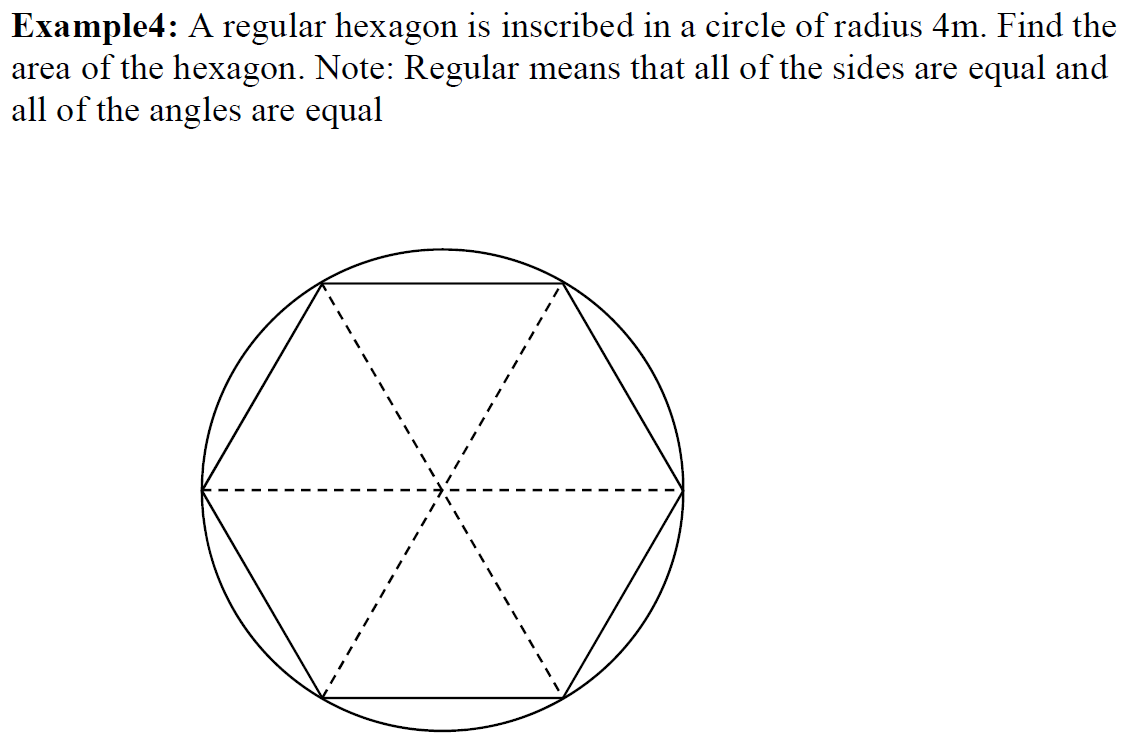 Example4: A regular hexagon is inscribed in a circle of radius 4m. Find the
area of the hexagon. Note: Regular means that all of the sides are equal and
all of the angles are equal